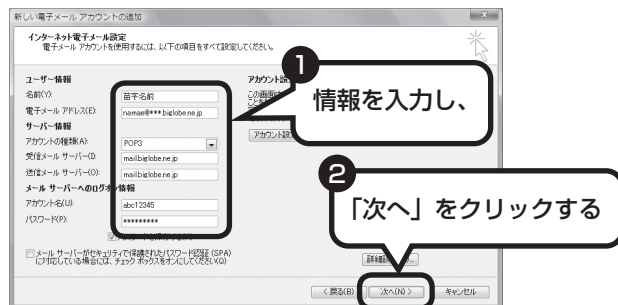 新しい電子メール アカウントの追加
インターネット電子メール設定
電子メール アカウントを使用するには、以下の項目をすべて設定してください。
ユーザー情報
名前(Y):
苗字名前
電子メール アドレス(E):
namae@***.biglobe.ne.jp
サーバー情報
アカウントの種類(A):
POP3
受信メール サーバー(I):
mail.biglobe.ne.jp
送信メール サーバー(O):
mail.biglobe.ne.jp
メール サーバーへのログオン情報
アカウント名(U):
abc12345
パスワード(P):
*********
メール サーバーがセキュリティで保護されたパスワード認証 (SPA)
に対応している場合には、チェック ボックスをオンにしてください(Q)
アカウント設
この画面
アカウント設
1
情報を入力し、
2
「次へ」をクリックする
< 戻る(B)
次へ(N) >
キャンセル